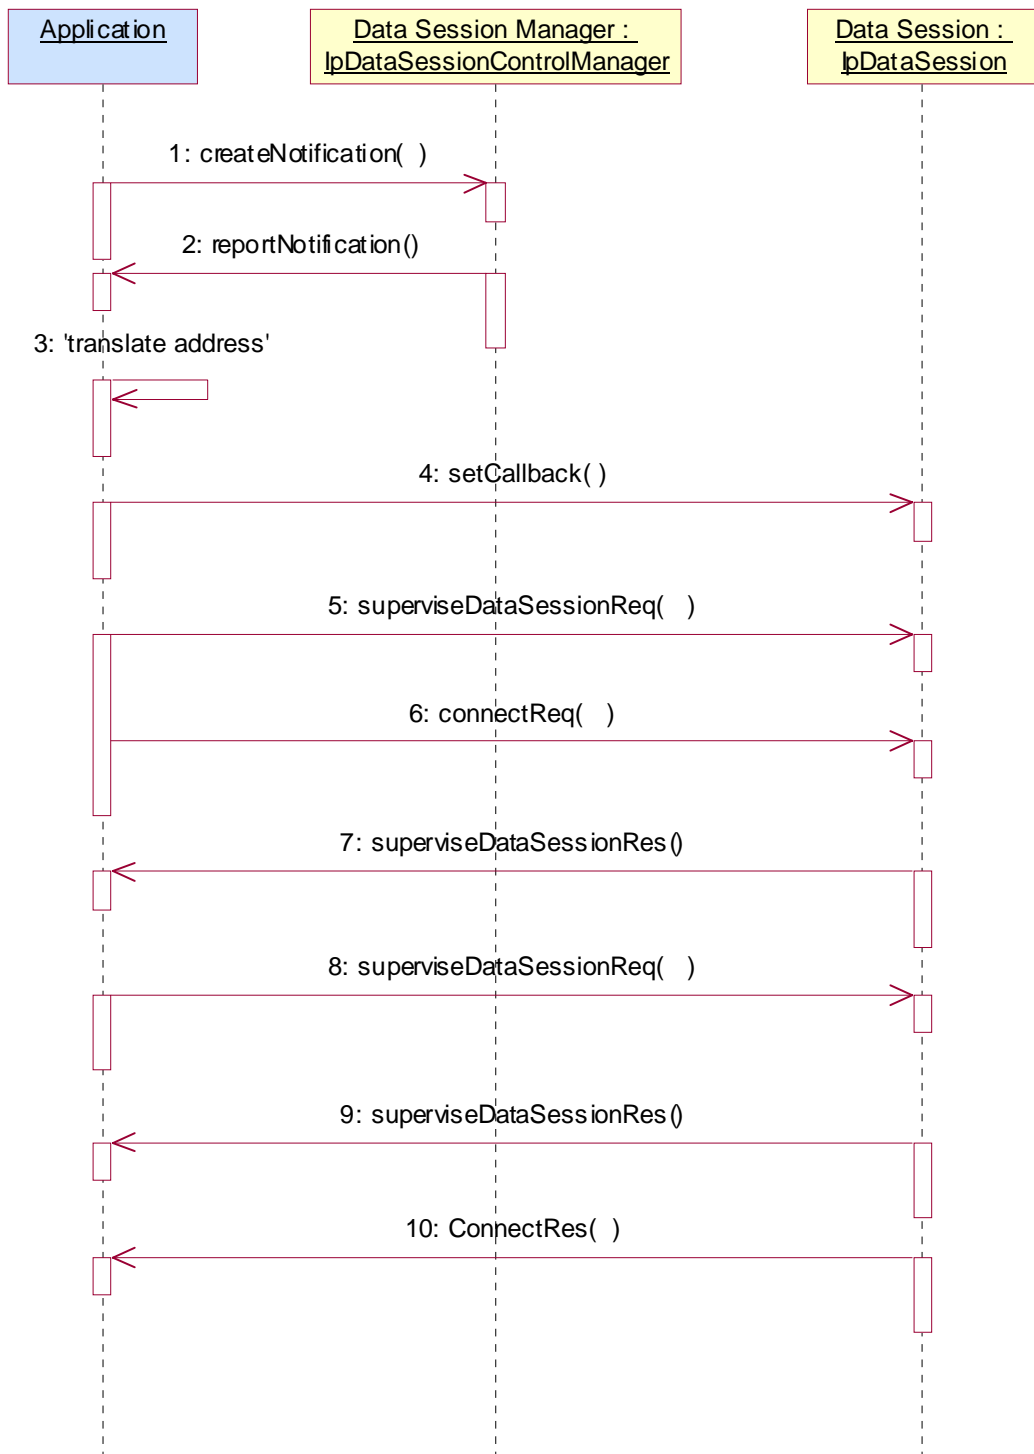 Application
Data Session Manager :
IpDataSessionControlManager
Data Session :
IpDataSession
1: createNotification( )
2: reportNotification()
3: 'translate address'
4: setCallback( )
5: superviseDataSessionReq( )
6: connectReq( )
7: superviseDataSessionRes()
8: superviseDataSessionReq( )
9: superviseDataSessionRes()
10: ConnectRes( )